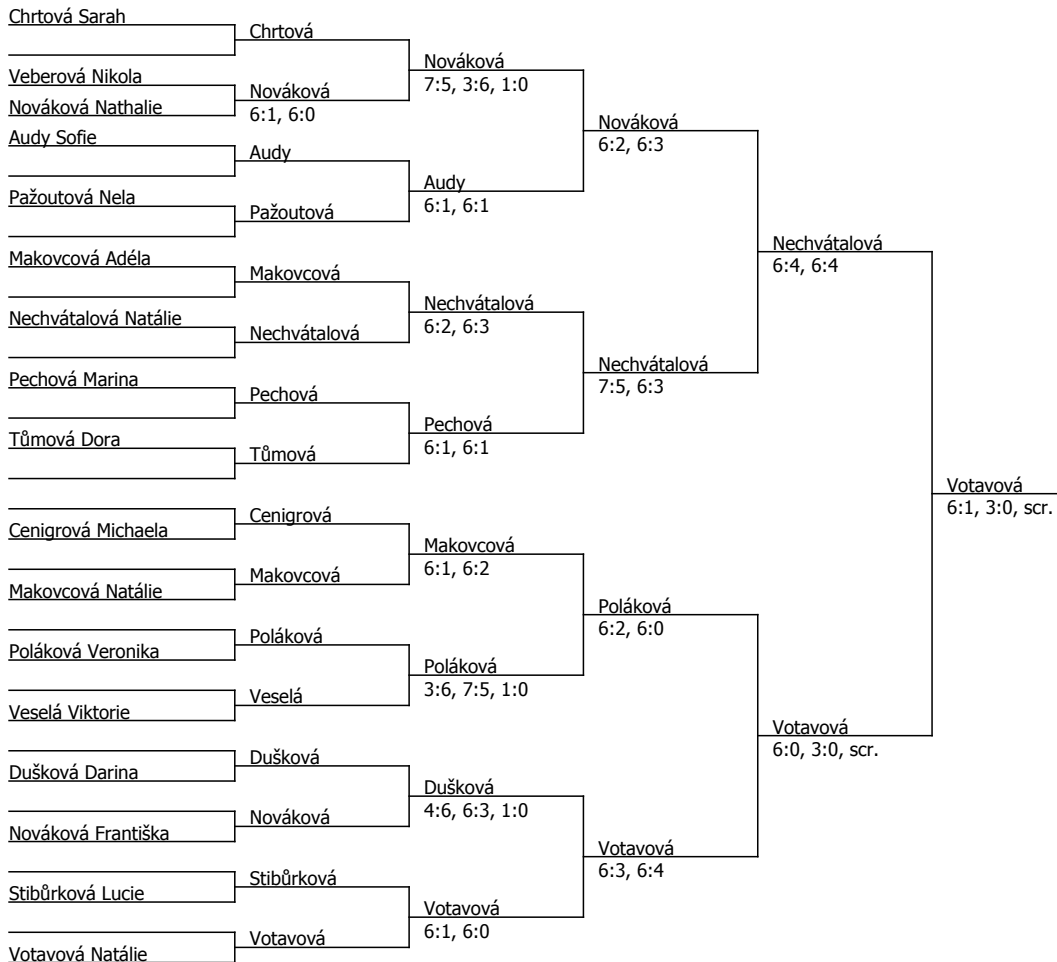 Chrtová Sarah
Veberová Nikola
Nováková Nathalie
Audy Sofie
Pažoutová Nela
Makovcová Adéla
Nechvátalová Natálie
Pechová Marina
Tůmová Dora
Cenigrová Michaela
Makovcová Natálie
Poláková Veronika
Veselá Viktorie
Dušková Darina
Nováková Františka
Stibůrková Lucie
Votavová Natálie
Chrtová
Nováková
6:1, 6:0
Audy
Pažoutová
Makovcová
Nechvátalová
Pechová
Tůmová
Cenigrová
Makovcová
Poláková
Veselá
Dušková
Nováková
Stibůrková
Votavová
Nováková
7:5, 3:6, 1:0
Audy
6:1, 6:1
Nechvátalová
6:2, 6:3
Pechová
6:1, 6:1
Makovcová
6:1, 6:2
Poláková
3:6, 7:5, 1:0
Dušková
4:6, 6:3, 1:0
Votavová
6:1, 6:0
Nováková
6:2, 6:3
Nechvátalová
7:5, 6:3
Poláková
6:2, 6:0
Votavová
6:3, 6:4
Nechvátalová
6:4, 6:4
Votavová
6:0, 3:0, scr.
Votavová
6:1, 3:0, scr.